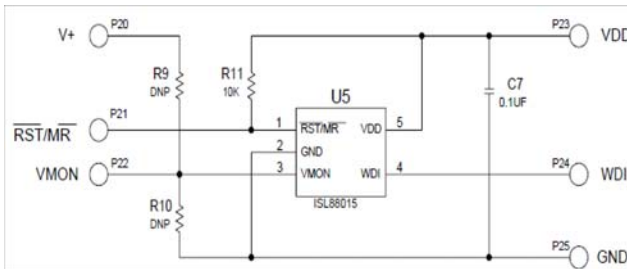 V+
P20
P23
VDD
R9
DNP
R11
10K
U5
C7
0.1UF
P21
RST/MR
1
RST/MR
VDD
5
2
GND
VMON
P22
3
VMON
WDI
4
P24
WDI
ISL88015
R10
DNP
P25
GND